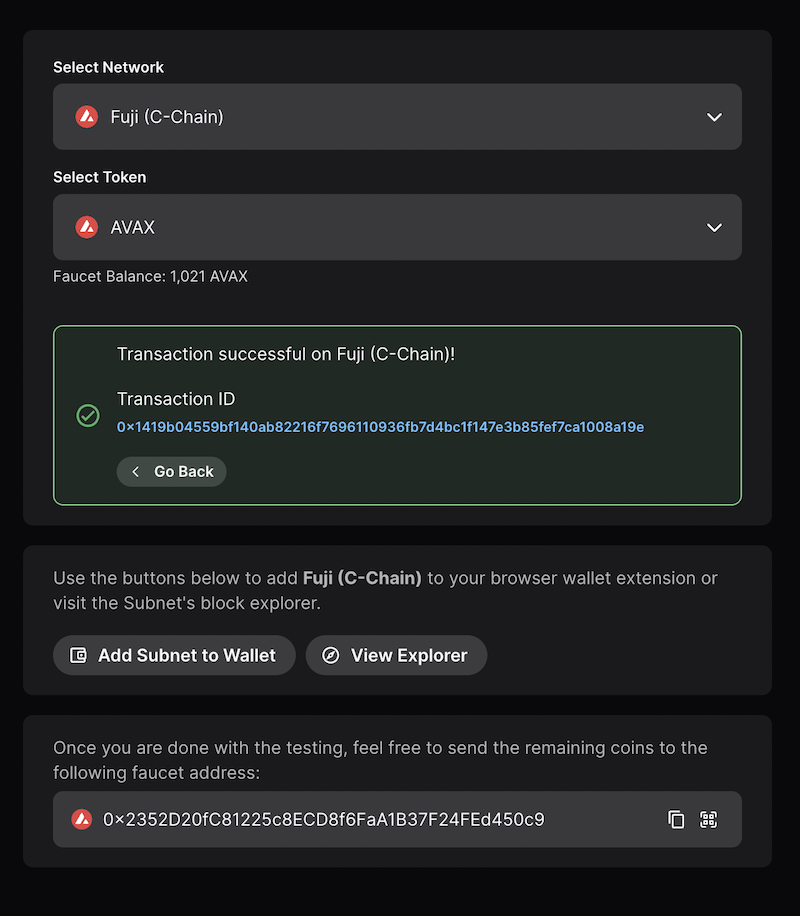 Select Network
Fuji (C-Chain)
Select Token
AVAX
Faucet Balance: 1,021 AVAX
Transaction successful on Fuji (C-Chain)!
Transaction ID
0x1419b04559bf140ab82216f7696110936fb7d4bc1f147e3b85fef7ca1008a19e
Go Back
Use the buttons below to add Fuji (C-Chain) to your browser wallet extension or
visit the Subnet's block explorer.
Add Subnet to Wallet
View Explorer
Once you are done with the testing, feel free to send the remaining coins to the
following faucet address:
0x2352D20fC81225c8ECD8f6FaA1B37F24FEd450c9